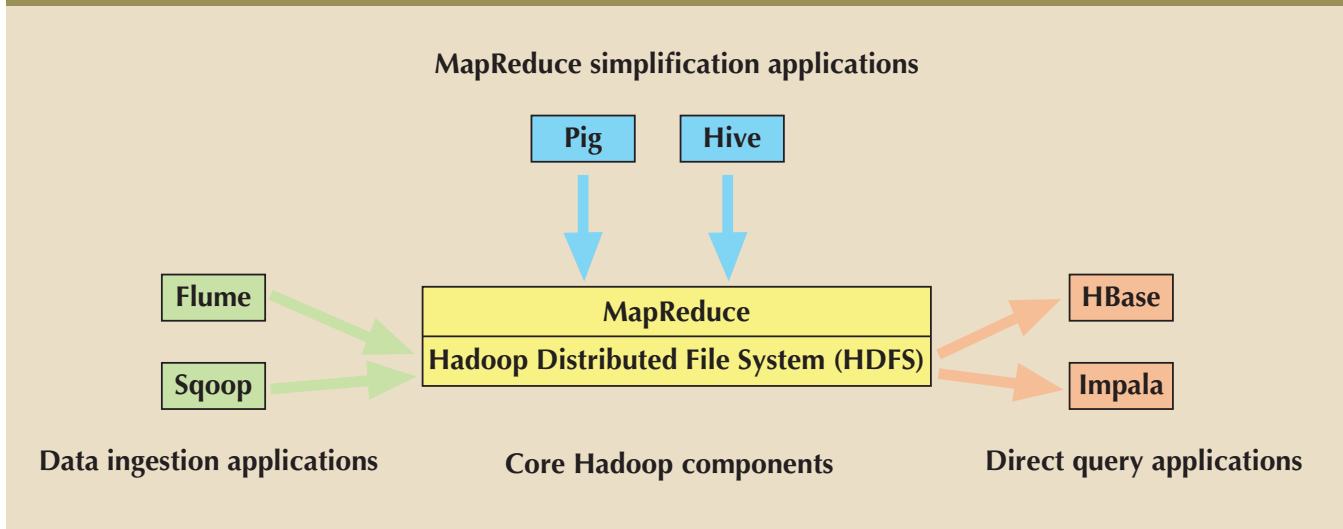 MapReduce simplification applications
Pig Hive
Flume
MapReduce
HBase
Hadoop Distributed File System (HDFS)
Sqoop
Impala
Data ingestion applications
Core Hadoop components
Direct query applications